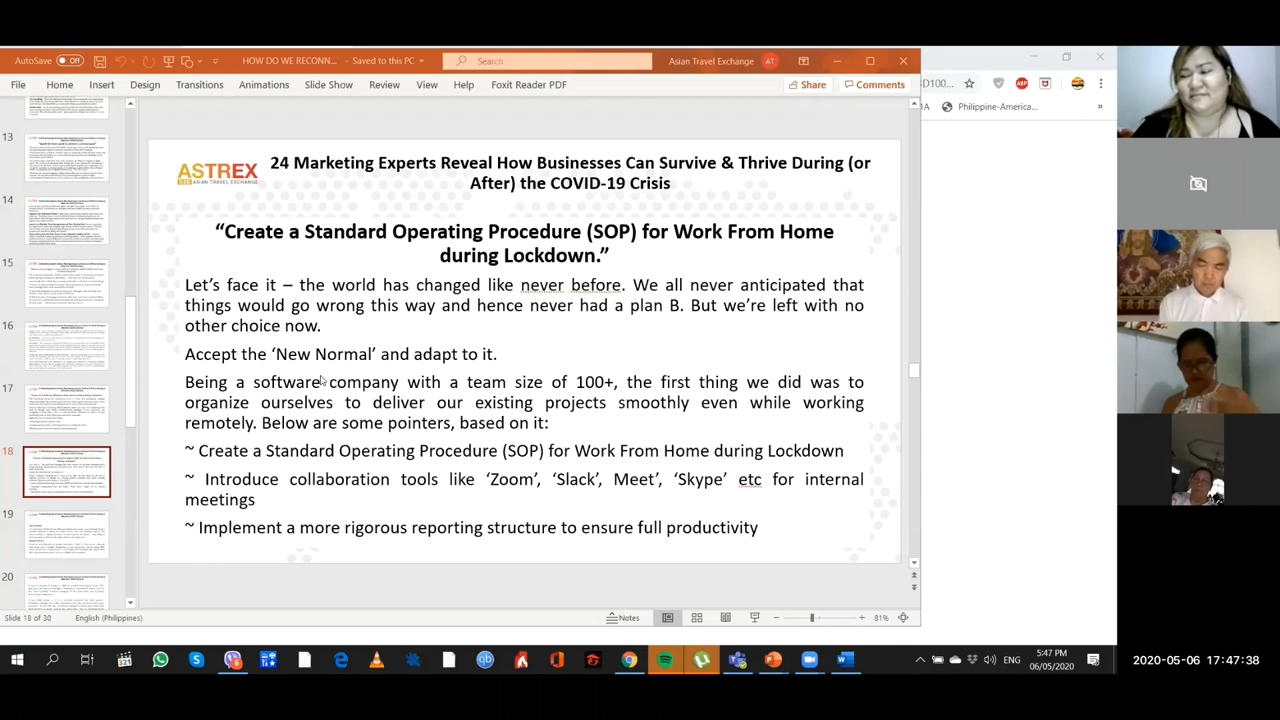 AutoSave Off
HOW DO WE RECONN... - Saved to this PC
Search
Asian Travel Exchange AT
File Home Insert Design Transitions Animations Slide Show Review View Help Foxit Reader PDF Share Comments
D100...
ABP
Philippine-America...
13
14
15
16
17
18
19
20
ASTREX
ASIAN TRAVEL EXCHANGE
24 Marketing Experts Reveal How Businesses Can Survive & Thrive During (or
After) the COVID-19 Crisis
“Create a Standard Operating Procedure (SOP) for Work From Home
during Lockdown.”
Let’s face it – the world has changed like never before. We all never anticipated that
things would go wrong this way and hence never had a plan B. But we’re left with no
other choice now.
Accept the ‘New Normal’ and adapt to it.
Being a software company with a team size of 100+, the first thing we did was to
organize ourselves to deliver our existing projects smoothly even while working
remotely. Below are some pointers, based on it:
~ Create a Standard Operating Procedure (SOP) for Work From Home during Lockdown
~ Introduce collaboration tools like ‘Zoom’, ‘Slack’, Meet’, ‘Skype’ etc for internal
meetings
~ Implement a more rigorous reporting structure to ensure full productivity
Slide 18 of 30 English (Philippines) Notes 81%
ENG
5:47 PM
06/05/2020
2020-05-06 17:47:38